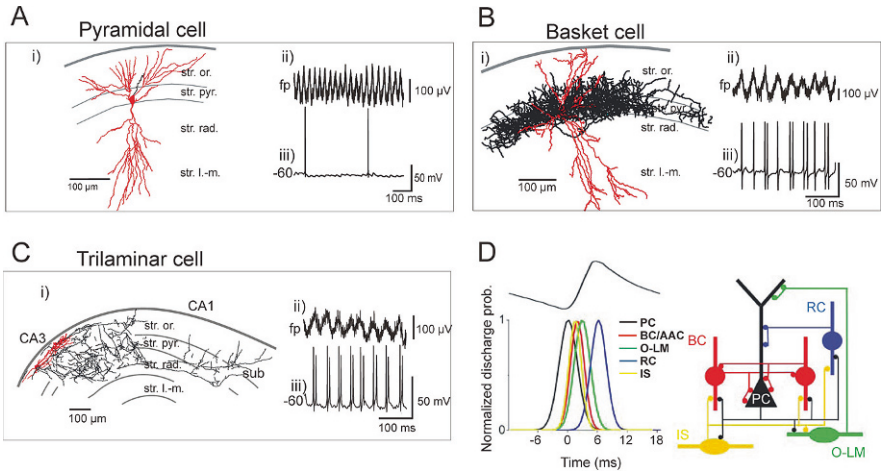 A
Pyramidal cell
i)
str. or.
str. pyr.
str. rad.
str. l.-m.
100 µm
ii)
fp
100 µV
iii)
-60
50 mV
100 ms
B
Basket cell
i)
str. or.
str. pyr.
str. rad.
str. l.-m.
100 µm
ii)
fp
100 µV
iii)
-60
50 mV
100 ms
C
Trilaminar cell
i)
CA1
CA3
str. or.
str. pyr.
str. rad.
str. l.-m.
sub
100 µm
ii)
fp
100 µV
iii)
-60
50 mV
100 ms
D
Normalized discharge prob.
1
0
-6 0 6 12 18
Time (ms)
PC
BC/AAC
O-LM
RC
IS
RC
BC
PC
IS
O-LM